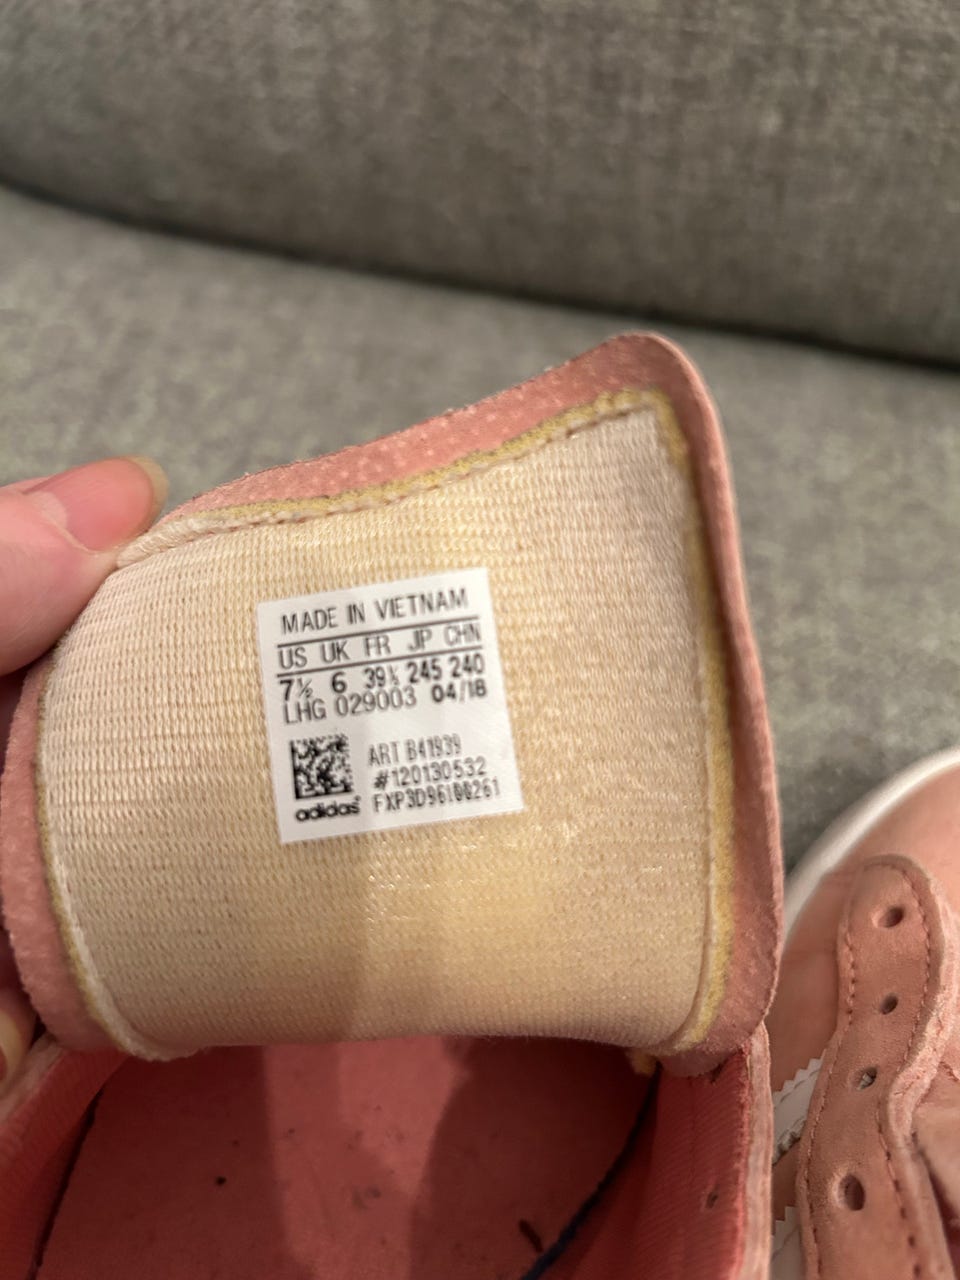 MADE IN VIETNAM
US UK FR JP CHN
7½ 6 39⅓ 245 240
LHG 029003 04/18
ART B41939
#120130532
FXP3D96100261
adidas